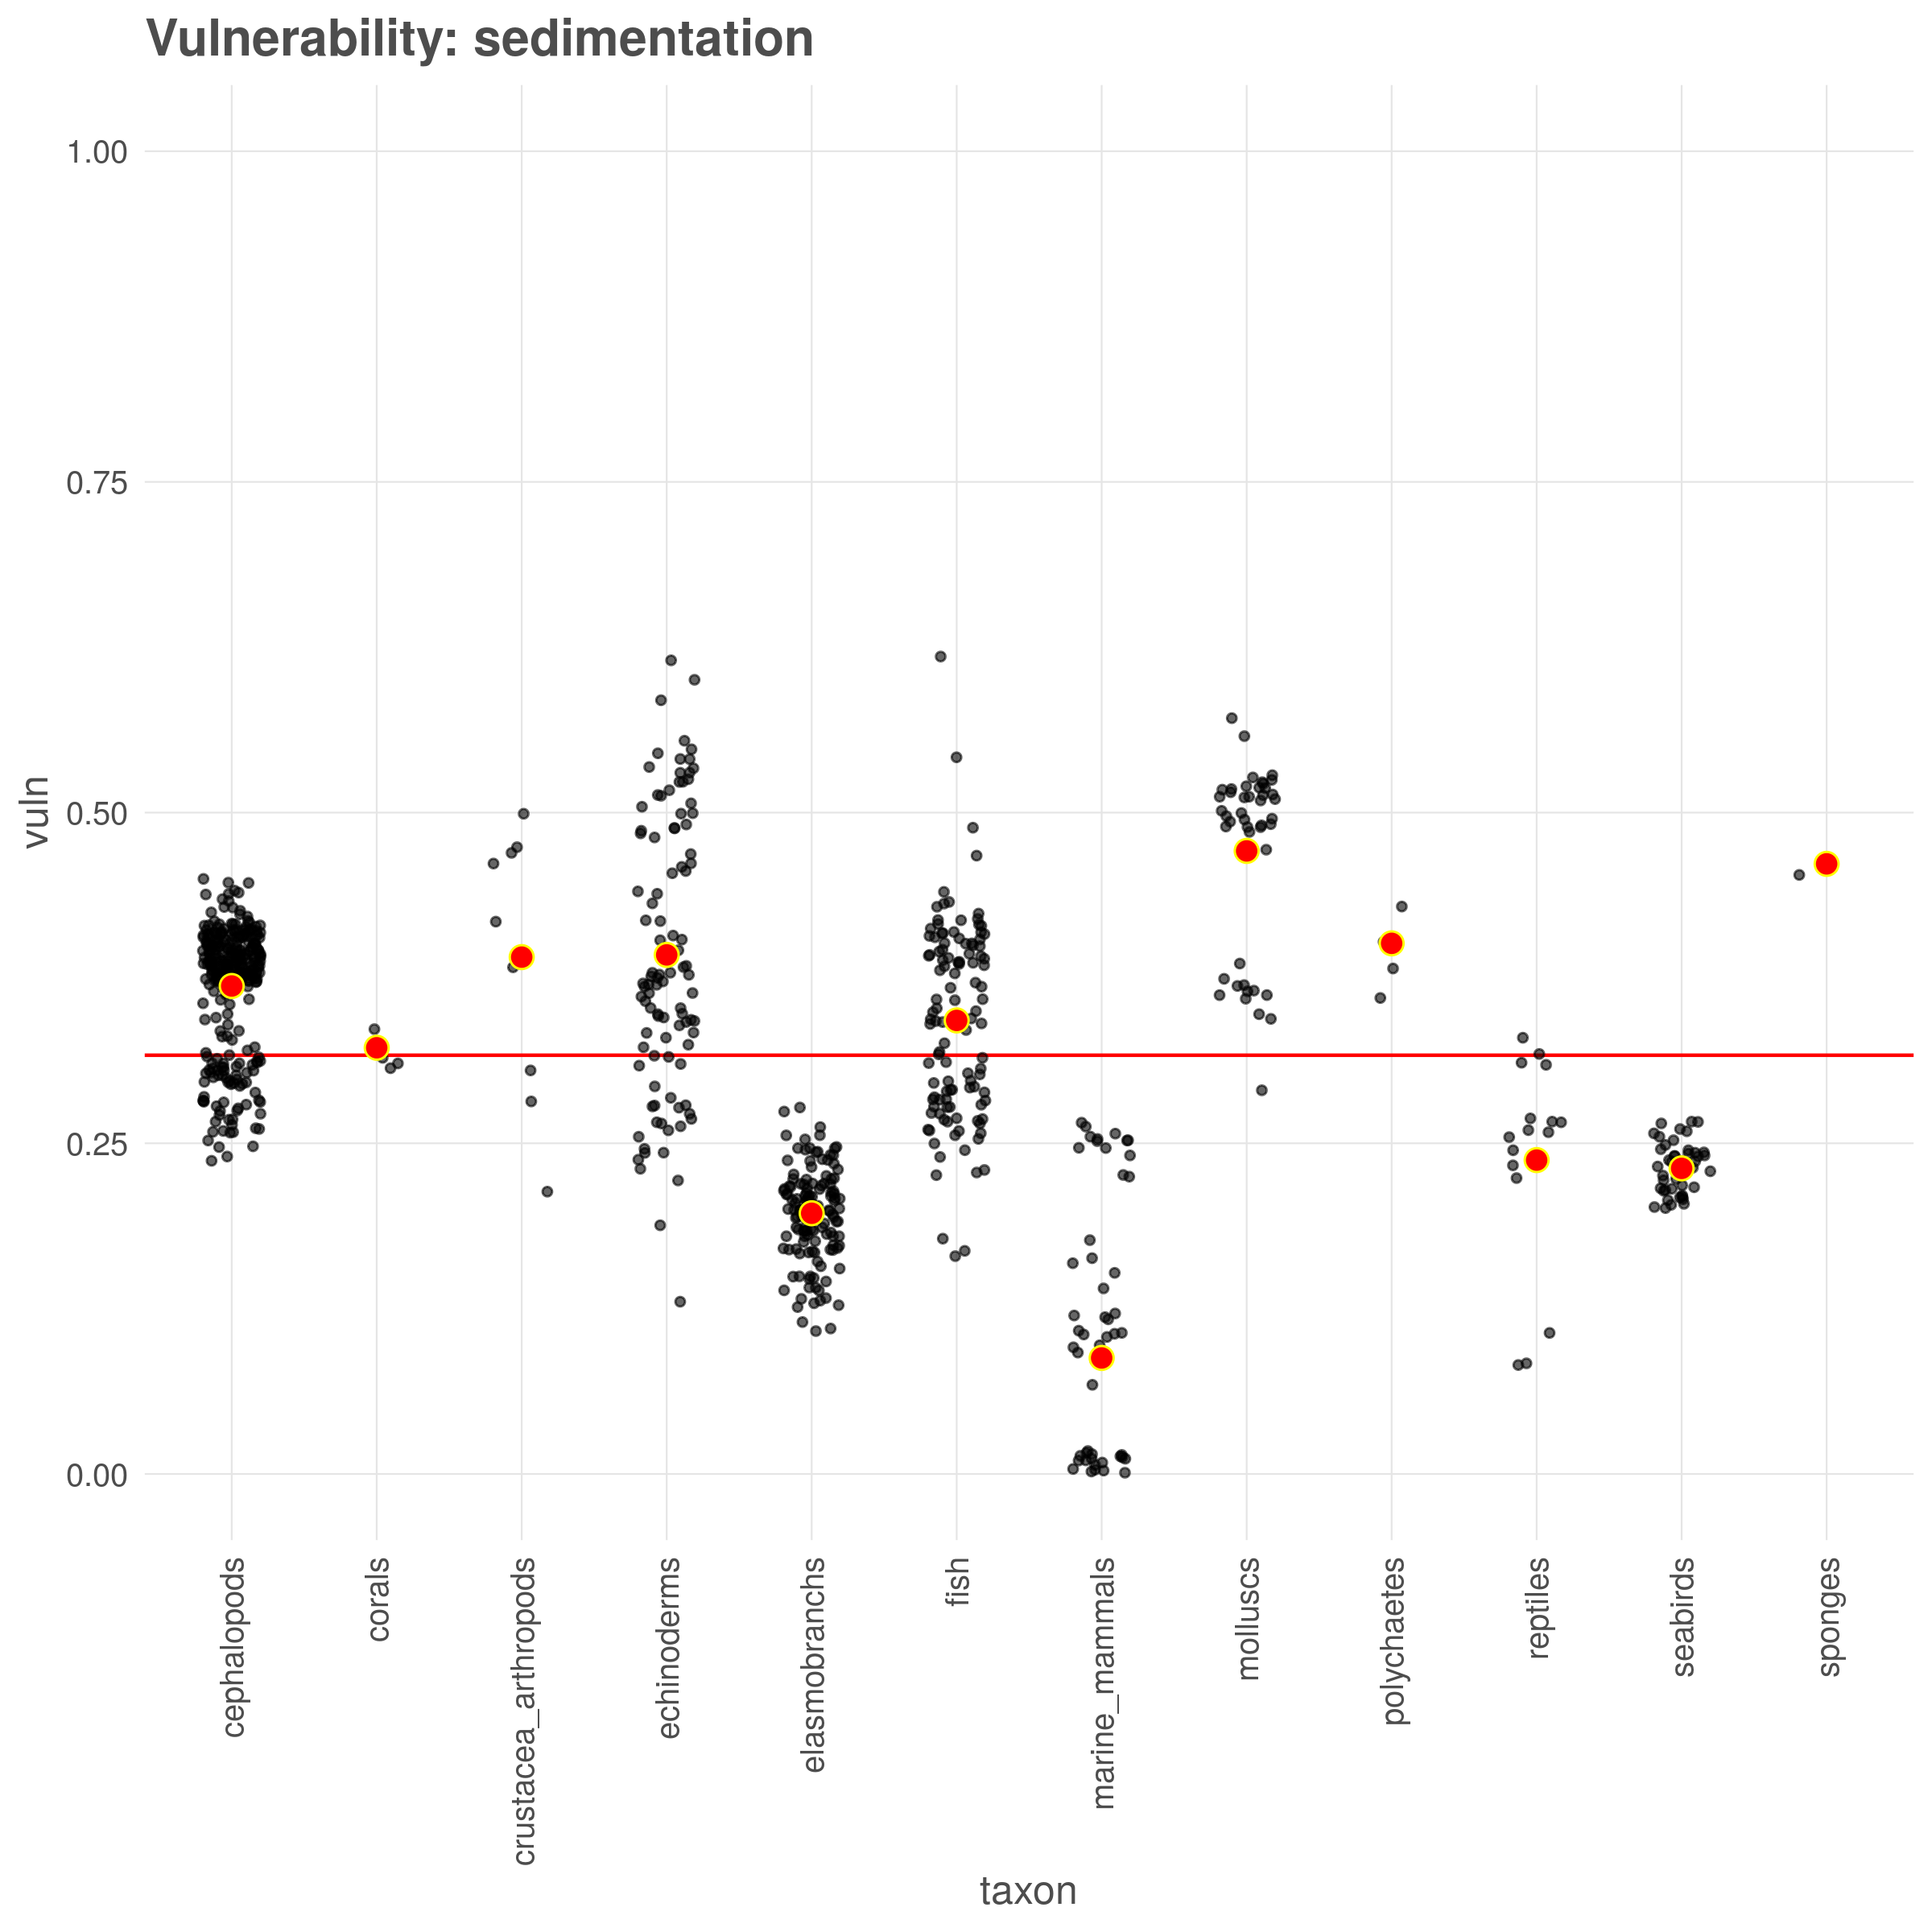 Vulnerability: sedimentation
vuln
1.00
0.75
0.50
0.25
0.00
cephalopods
corals
crustacea_arthropods
echinoderms
elasmobranchs
fish
marine_mammals
molluscs
polychaetes
reptiles
seabirds
sponges
taxon